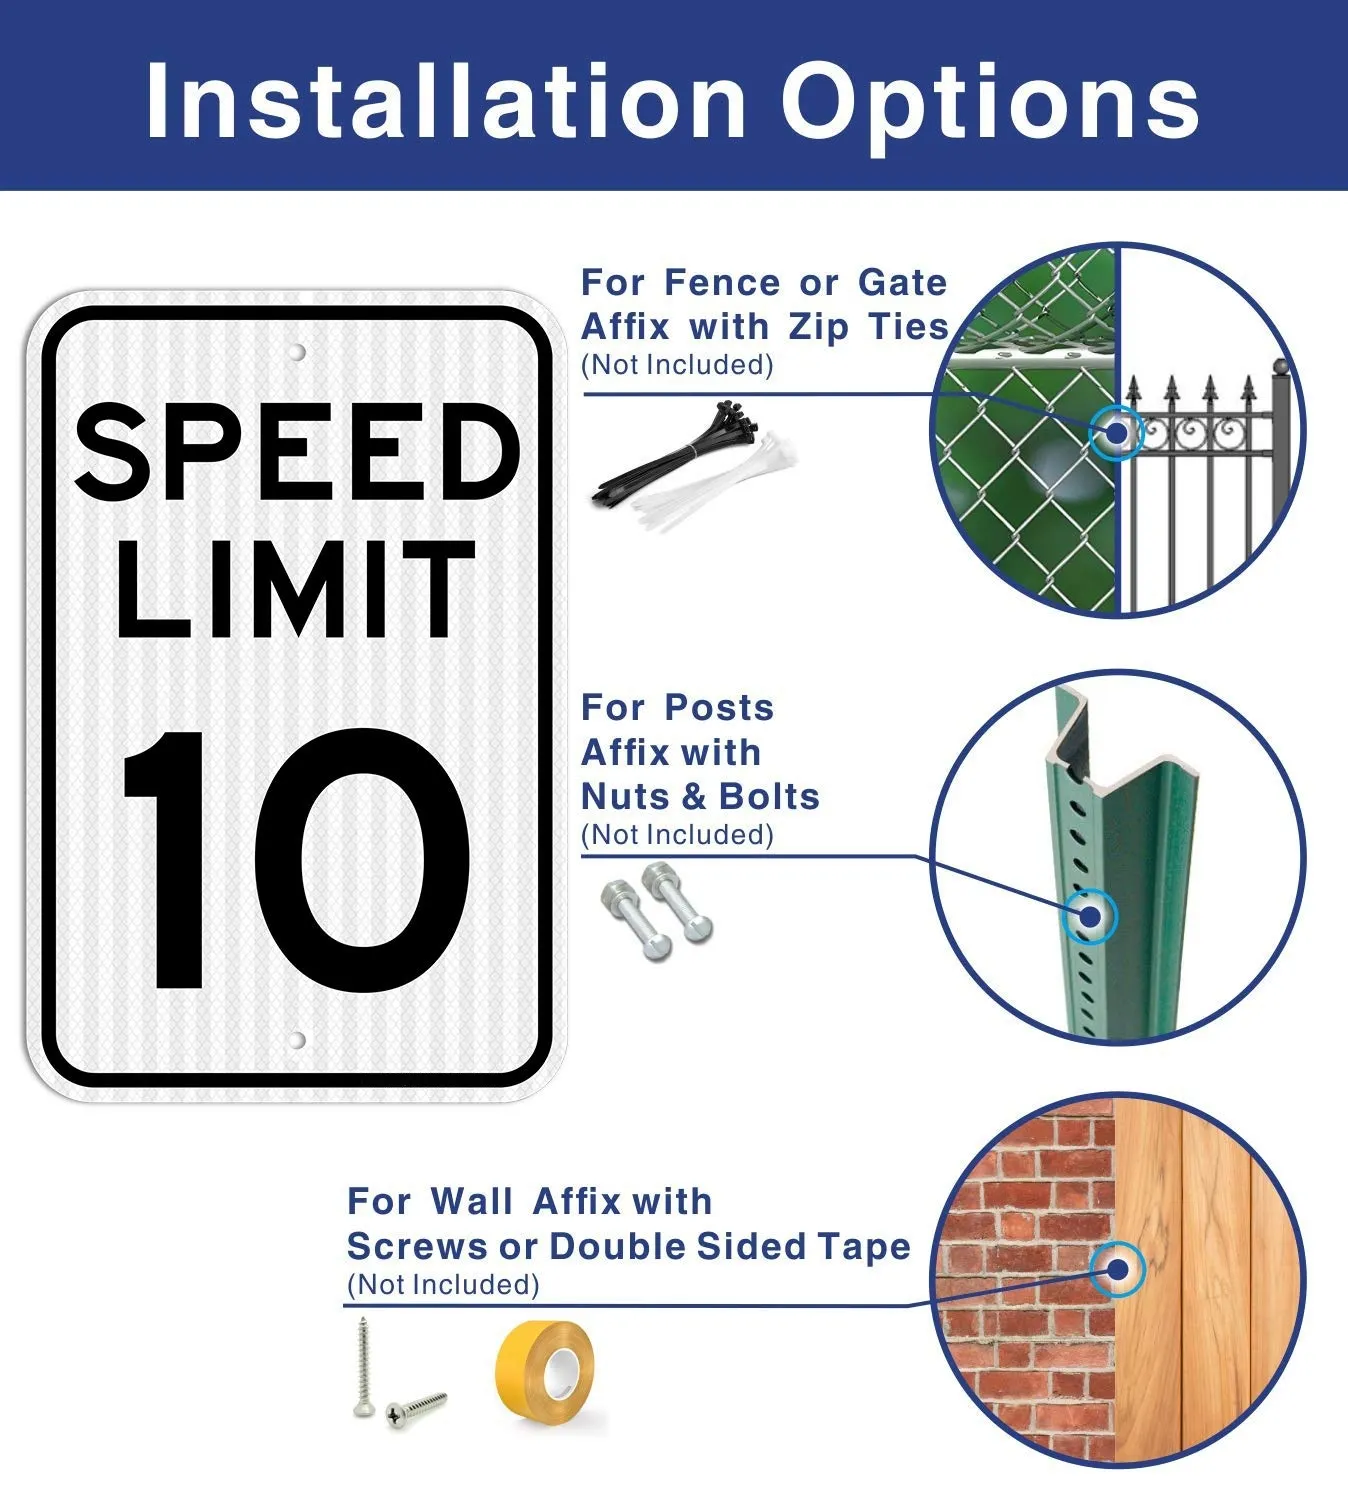 Installation Options
SPEED
LIMIT
10
For Fence or Gate
Affix with Zip Ties
(Not Included)
For Posts
Affix with
Nuts & Bolts
(Not Included)
For Wall Affix with
Screws or Double Sided Tape
(Not Included)